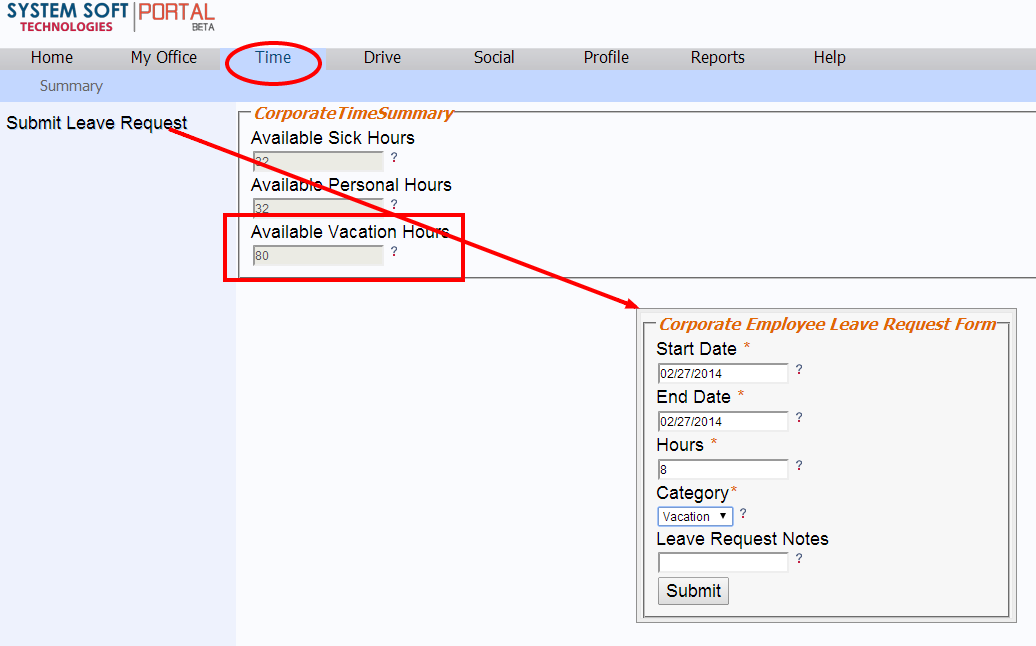 SYSTEM SOFT PORTAL
TECHNOLOGIES BETA
Home My Office Time Drive Social Profile Reports Help
Summary
Submit Leave Request
CorporateTimeSummary
Available Sick Hours
32 ?
Available Personal Hours
32 ?
Available Vacation Hours
80 ?
Corporate Employee Leave Request Form
Start Date *
02/27/2014 ?
End Date *
02/27/2014 ?
Hours *
8 ?
Category*
Vacation ▼ ?
Leave Request Notes
?
Submit